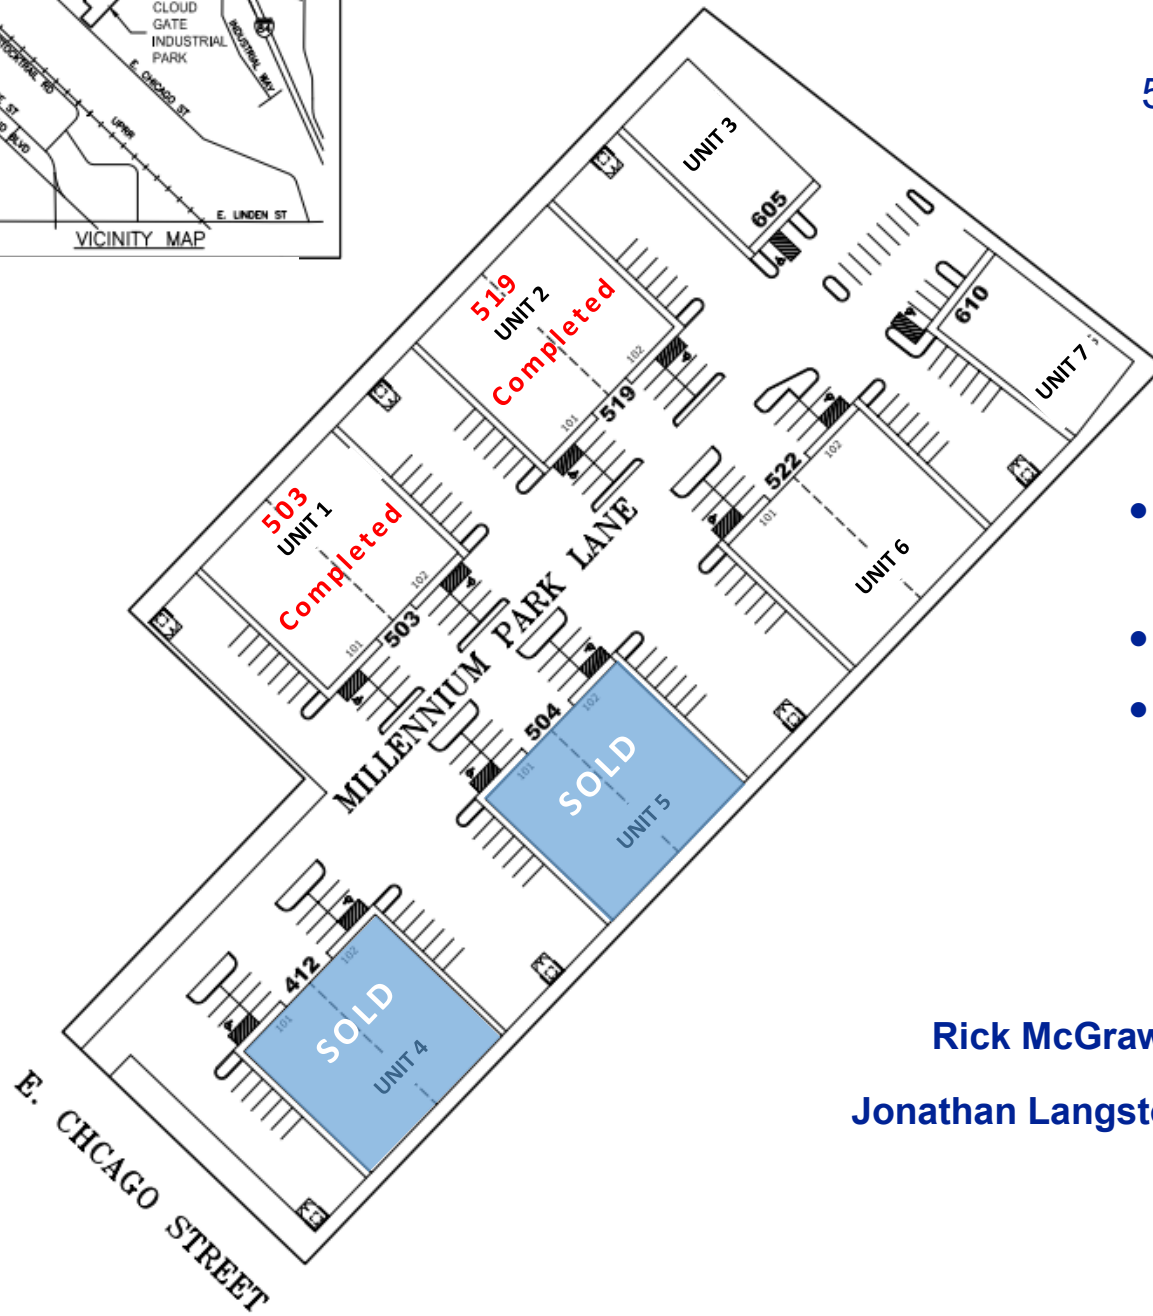 CLOUD
GATE
INDUSTRIAL
PARK
INDUSTRIAL WAY
84
E. CHICAGO ST
UPRR
E. LINDEN ST
VICINITY MAP
5
UNIT 3
605
519
UNIT 2
Completed
102
101
519
610
UNIT 7
503
UNIT 1
Completed
102
101
503
522
102
101
UNIT 6
MILLENNIUM PARK LANE
504
102
101
SOLD
UNIT 5
412
102
101
SOLD
UNIT 4
E. CHCAGO STREET
Rick McGraw
Jonathan Langst